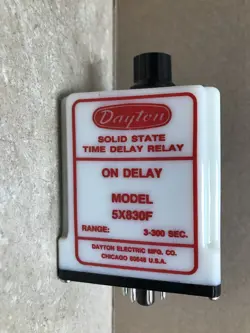 Dayton
SOLID STATE
TIME DELAY RELAY
ON DELAY
MODEL
5X830F
RANGE: 3-300 SEC.
DAYTON ELECTRIC MFG. CO.
CHICAGO 60648 U.S.A.